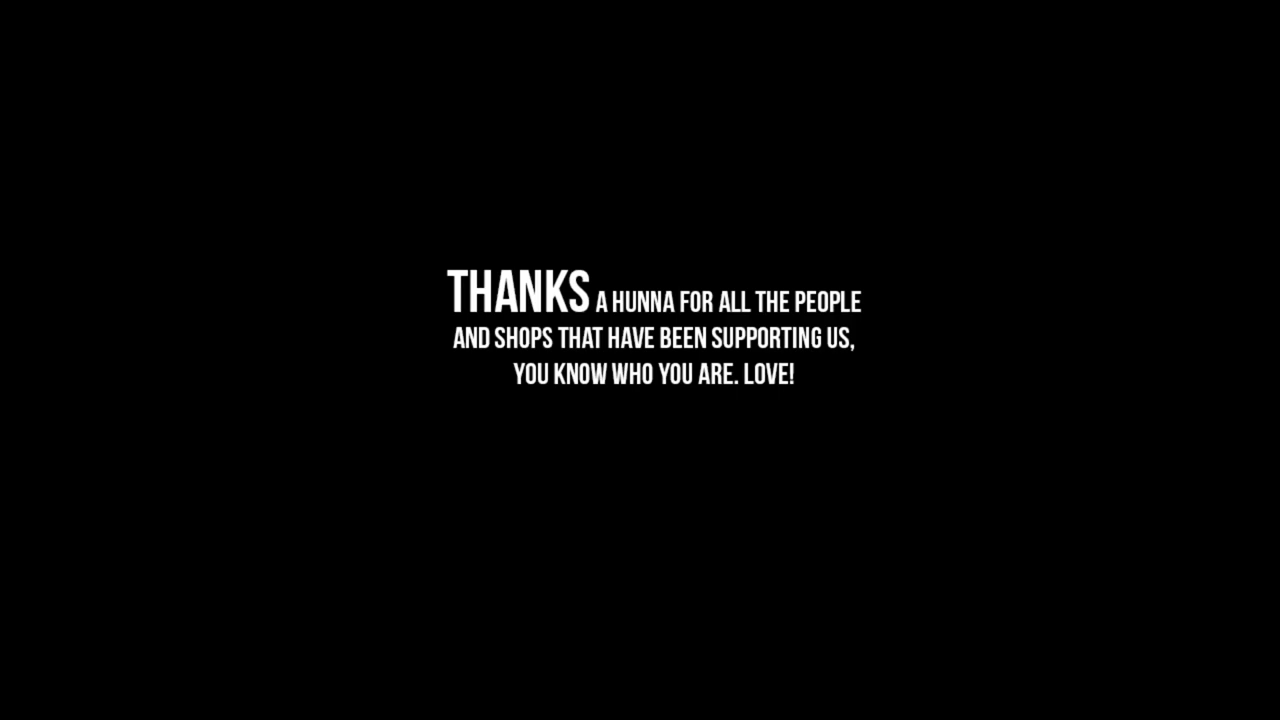 THANKS A HUNNA FOR ALL THE PEOPLE
AND SHOPS THAT HAVE BEEN SUPPORTING US,
YOU KNOW WHO YOU ARE. LOVE!